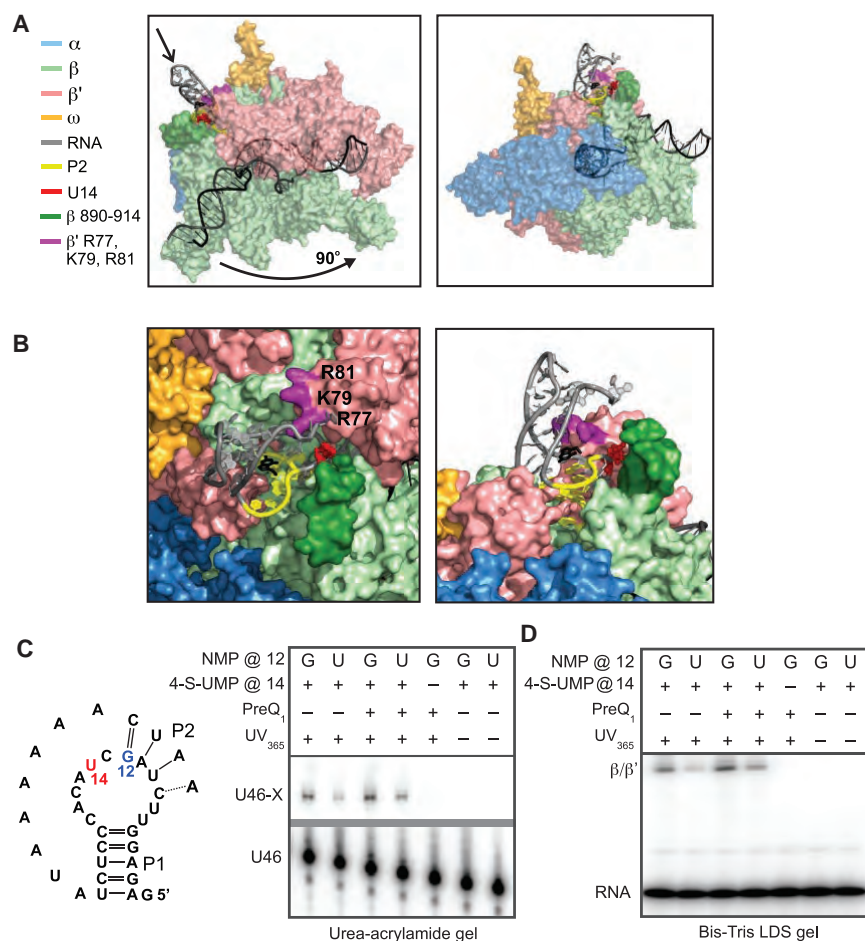 A
α
β
β'
ω
RNA
P2
U14
β 890-914
β' R77,
K79, R81
90°
B
R81
K79
R77
C
NMP @ 12 G U G U G G U
4-S-UMP @ 14 + + + + – + +
PreQ1 – – + + + – –
UV365 + + + + + – –
U46-X
U46
Urea-acrylamide gel
A C
A U P2
A U C G A A
A 14 12 U
A A C A
A C U
A C U
A C G
U P1 G
A U A
U C G
A U A G 5'
D
NMP @ 12 G U G U G G U
4-S-UMP @ 14 + + + + – + +
PreQ1 – – + + + – –
UV365 + + + + + – –
β/β'
RNA
Bis-Tris LDS gel